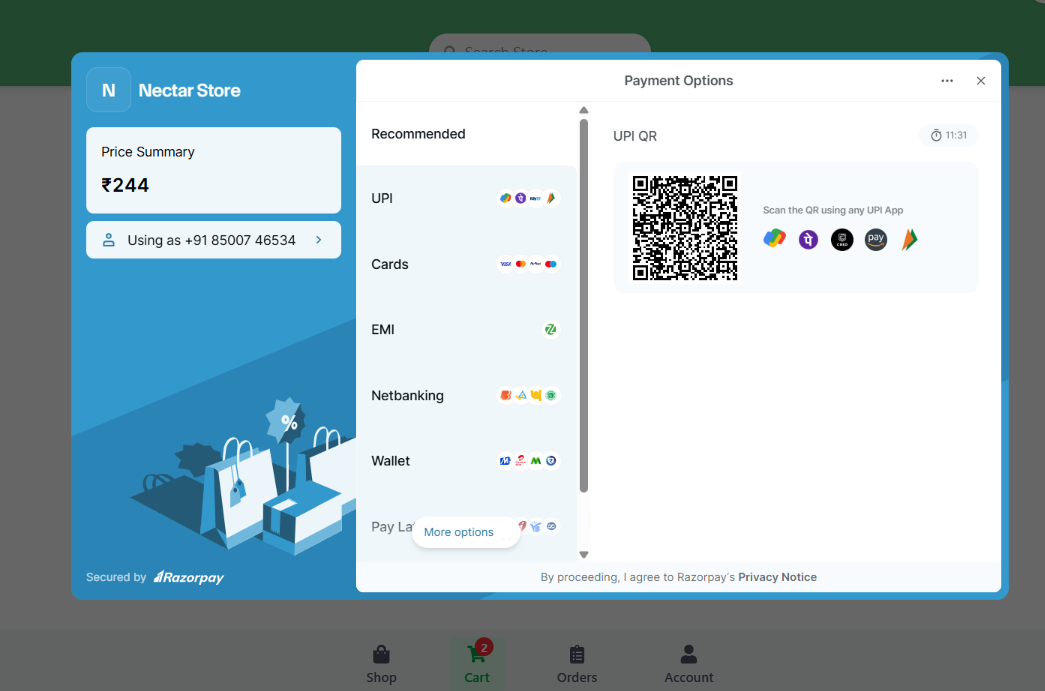 Search Store
N Nectar Store
Price Summary
₹244
Using as +91 85007 46534
%
Secured by Razorpay
Payment Options
Recommended
UPI
Cards
EMI
Netbanking
Wallet
Pay La
More options
UPI QR
11:31
Scan the QR using any UPI App
pay
By proceeding, I agree to Razorpay's Privacy Notice
Shop
2
Cart
Orders
Account